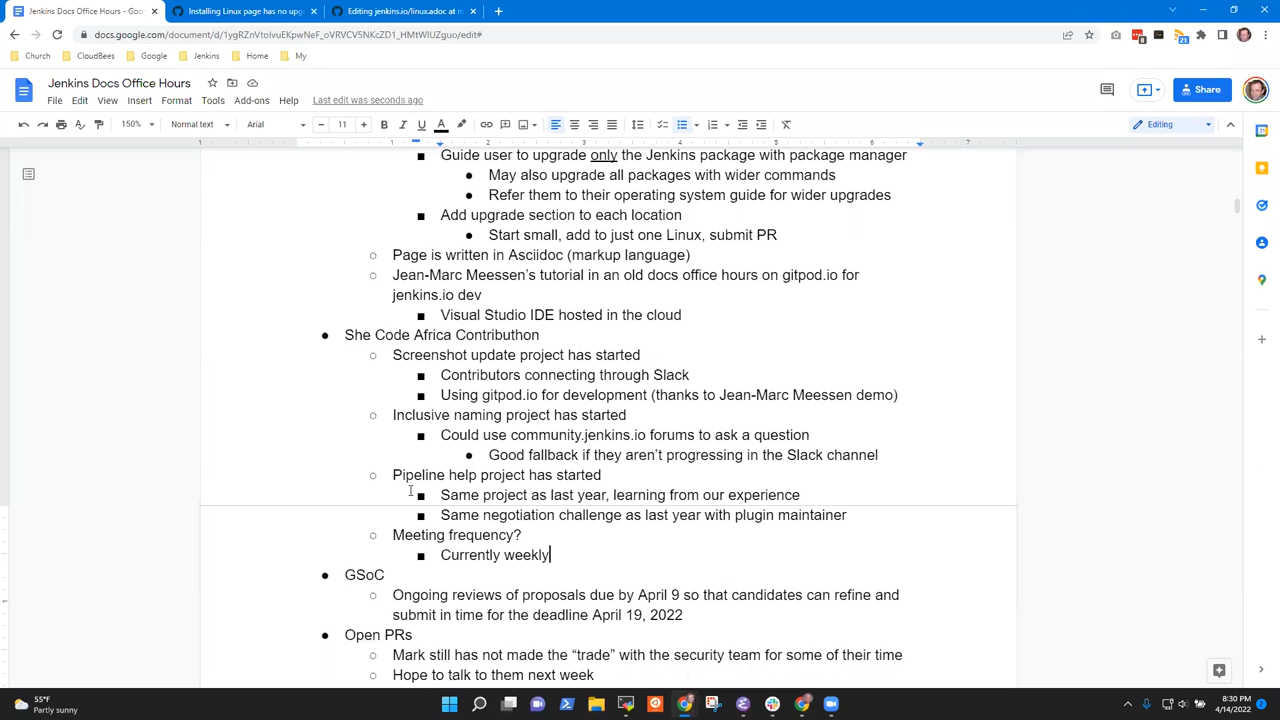 Jenkins Docs Office Hours - Goo
Installing Linux page has no upg
Editing jenkins.io/linux.adoc at m
docs.google.com/document/d/1ygRZnVtoIvuEKpwNeF_oVRVCV5NKcZD1_HMtWIUZguo/edit#
Church
CloudBees
Google
Jenkins
Home
My
Jenkins Docs Office Hours
File Edit View Insert Format Tools Add-ons Help Last edit was seconds ago
Share
150% Normal text Arial 11 Editing
Guide user to upgrade only the Jenkins package with package manager
May also upgrade all packages with wider commands
Refer them to their operating system guide for wider upgrades
Add upgrade section to each location
Start small, add to just one Linux, submit PR
Page is written in Asciidoc (markup language)
Jean-Marc Meessen's tutorial in an old docs office hours on gitpod.io for
jenkins.io dev
Visual Studio IDE hosted in the cloud
She Code Africa Contributhon
Screenshot update project has started
Contributors connecting through Slack
Using gitpod.io for development (thanks to Jean-Marc Meessen demo)
Inclusive naming project has started
Could use community.jenkins.io forums to ask a question
Good fallback if they aren't progressing in the Slack channel
Pipeline help project has started
Same project as last year, learning from our experience
Same negotiation challenge as last year with plugin maintainer
Meeting frequency?
Currently weekly
GSoC
Ongoing reviews of proposals due by April 9 so that candidates can refine and
submit in time for the deadline April 19, 2022
Open PRs
Mark still has not made the “trade” with the security team for some of their time
Hope to talk to them next week
55°F
Partly sunny
8:30 PM
4/14/2022